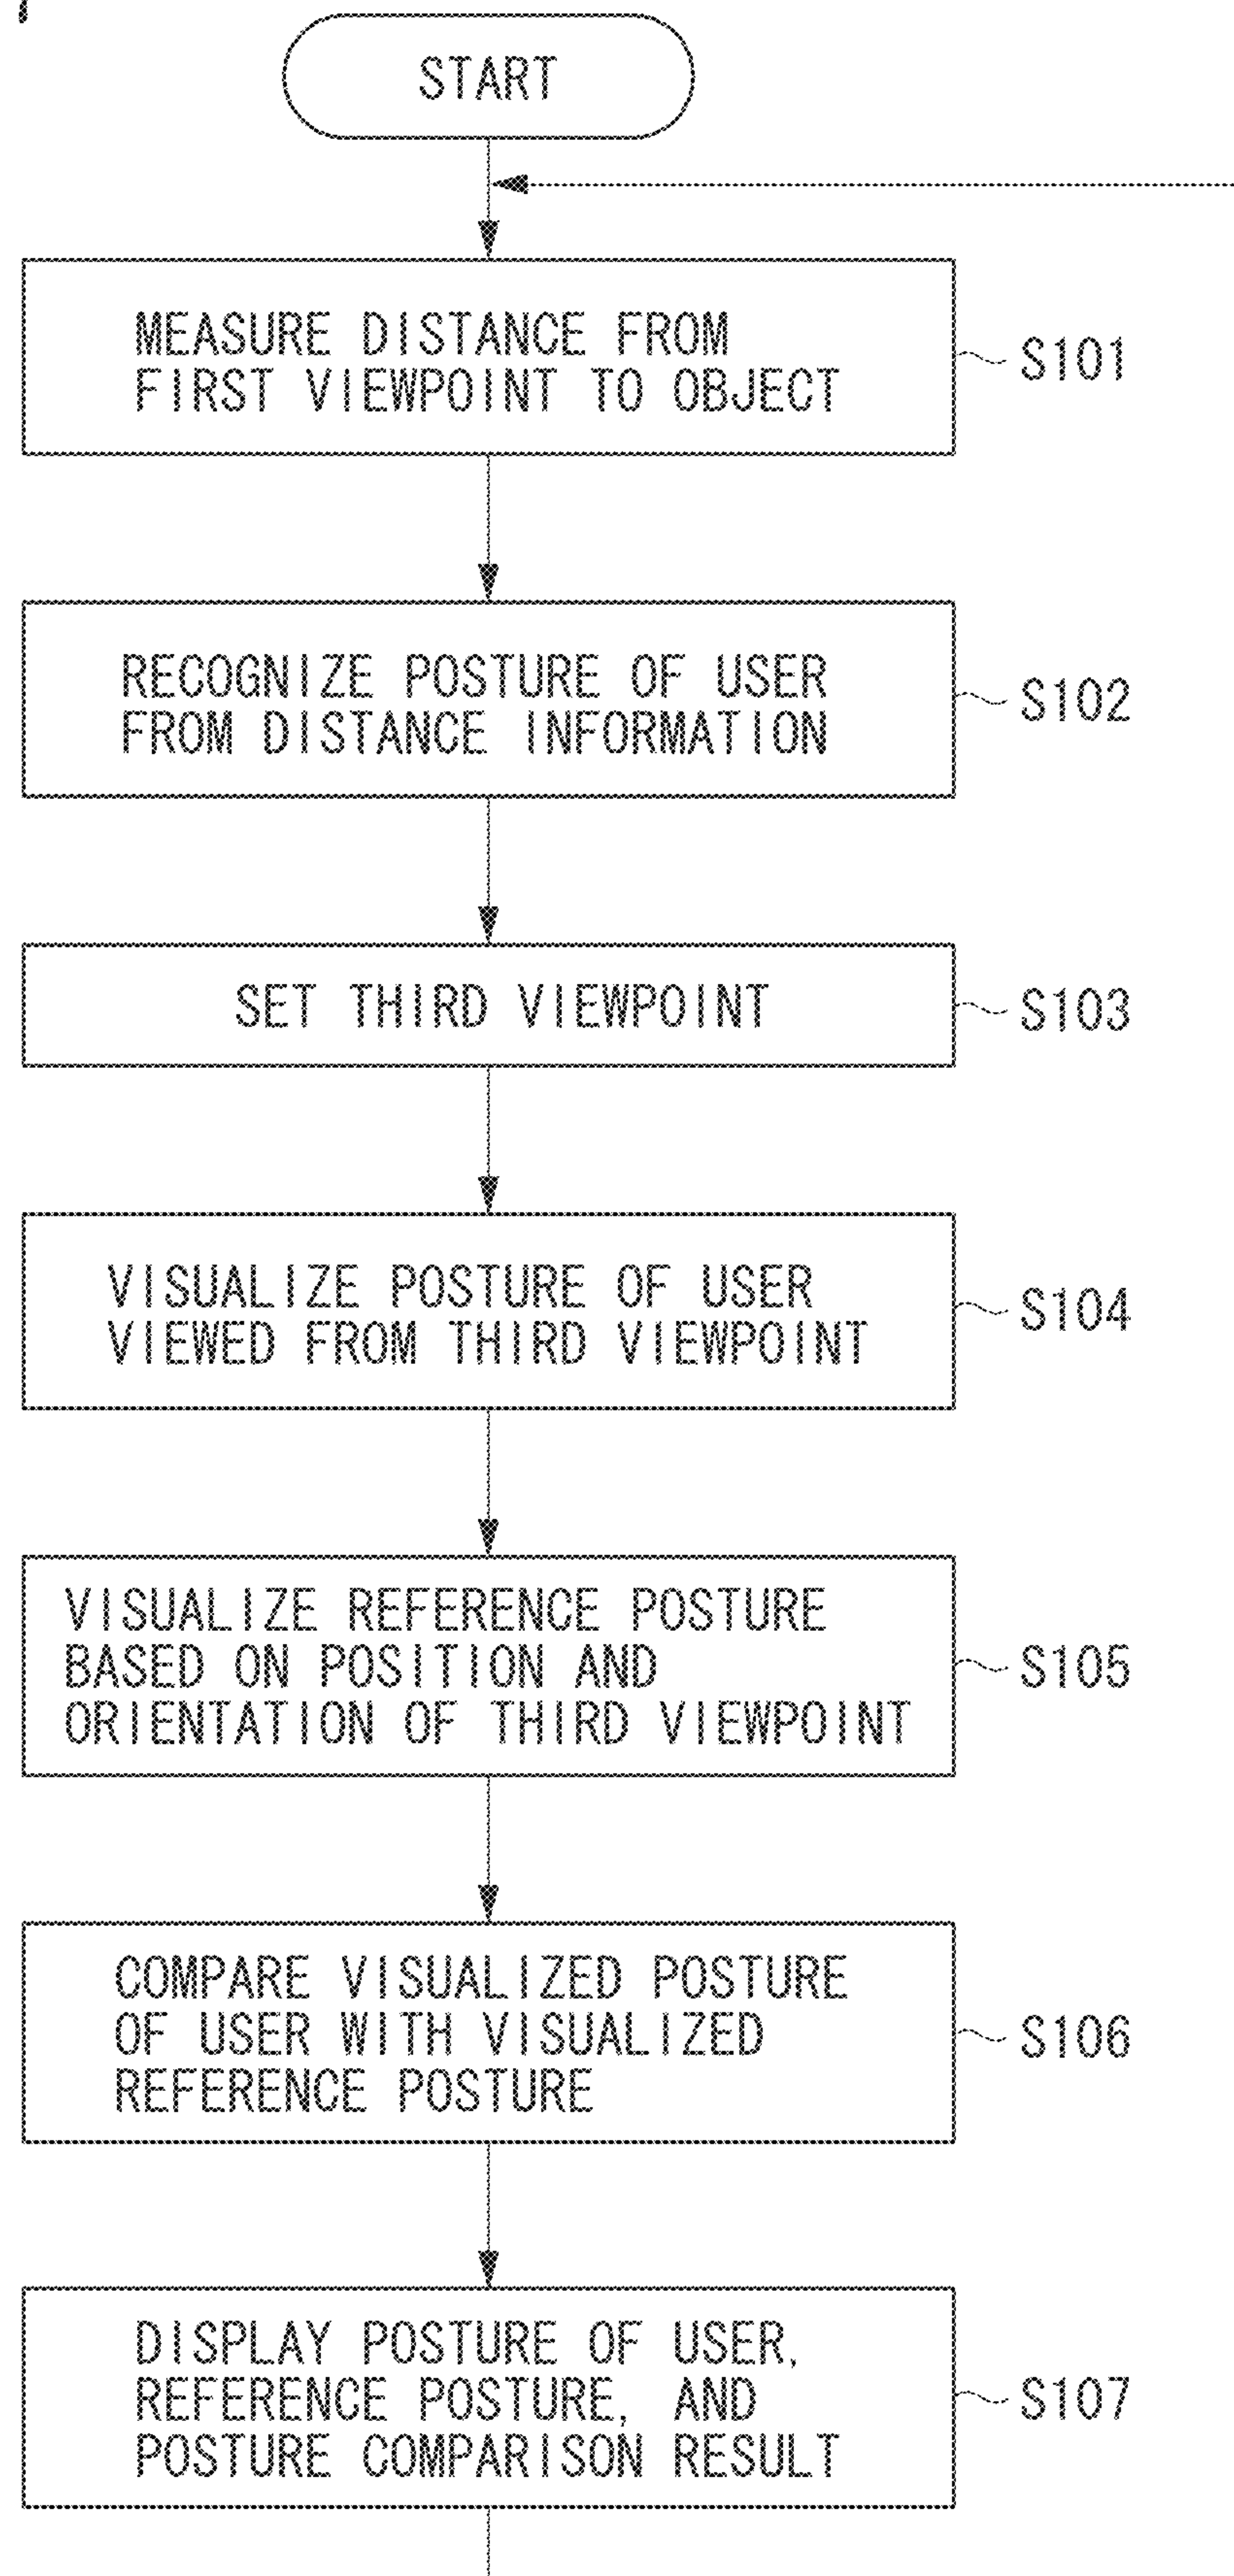 START
MEASURE DISTANCE FROM
FIRST VIEWPOINT TO OBJECT
S101
RECOGNIZE POSTURE OF USER
FROM DISTANCE INFORMATION
S102
SET THIRD VIEWPOINT
S103
VISUALIZE POSTURE OF USER
VIEWED FROM THIRD VIEWPOINT
S104
VISUALIZE REFERENCE POSTURE
BASED ON POSITION AND
ORIENTATION OF THIRD VIEWPOINT
S105
COMPARE VISUALIZED POSTURE
OF USER WITH VISUALIZED
REFERENCE POSTURE
S106
DISPLAY POSTURE OF USER,
REFERENCE POSTURE, AND
POSTURE COMPARISON RESULT
S107